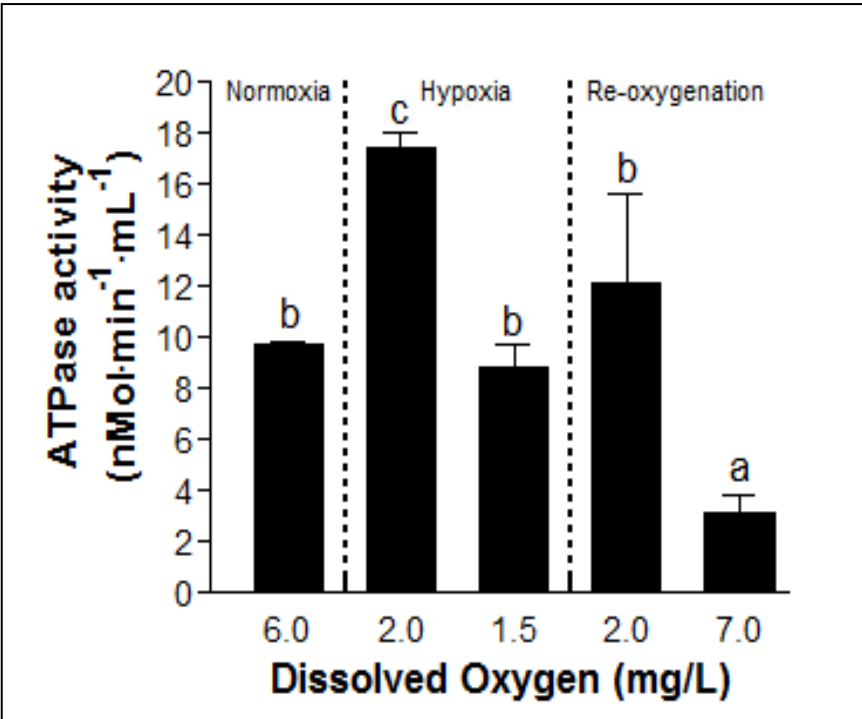 Normoxia Hypoxia Re-oxygenation
20
18
16
14
12
10
8
6
4
2
0
c
b
b
b
a
ATPase activity
(nMol·min⁻¹·mL⁻¹)
6.0 2.0 1.5 2.0 7.0
Dissolved Oxygen (mg/L)